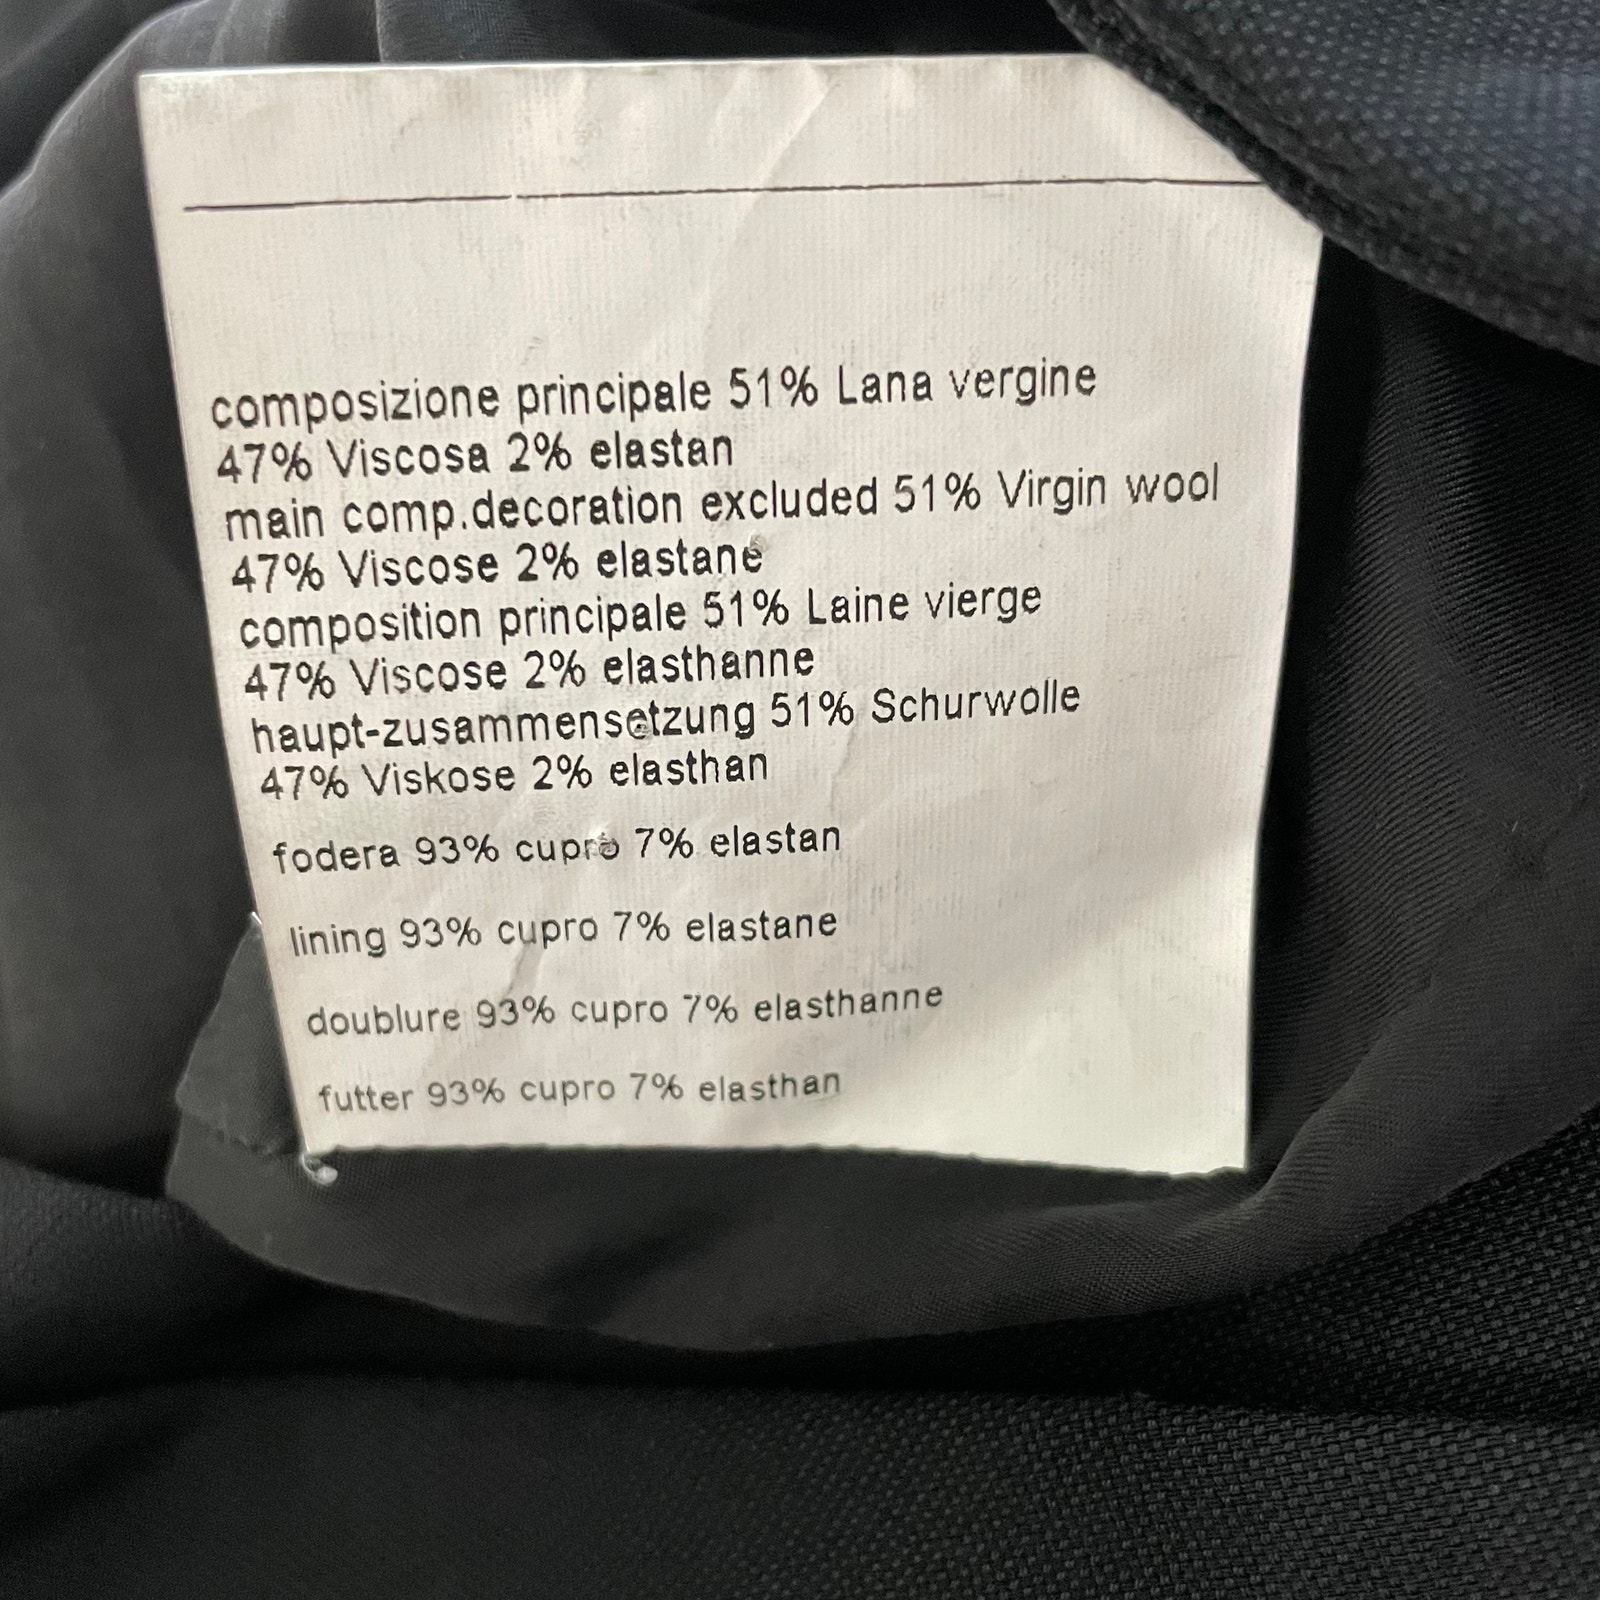 composizione principale 51% Lana vergine
47% Viscosa 2% elastan
main comp.decoration excluded 51% Virgin wool
47% Viscose 2% elastane
composition principale 51% Laine vierge
47% Viscose 2% elasthanne
haupt-zusammensetzung 51% Schurwolle
47% Viskose 2% elasthan
fodera 93% cupro 7% elastan
lining 93% cupro 7% elastane
doublure 93% cupro 7% elasthanne
futter 93% cupro 7% elasthan